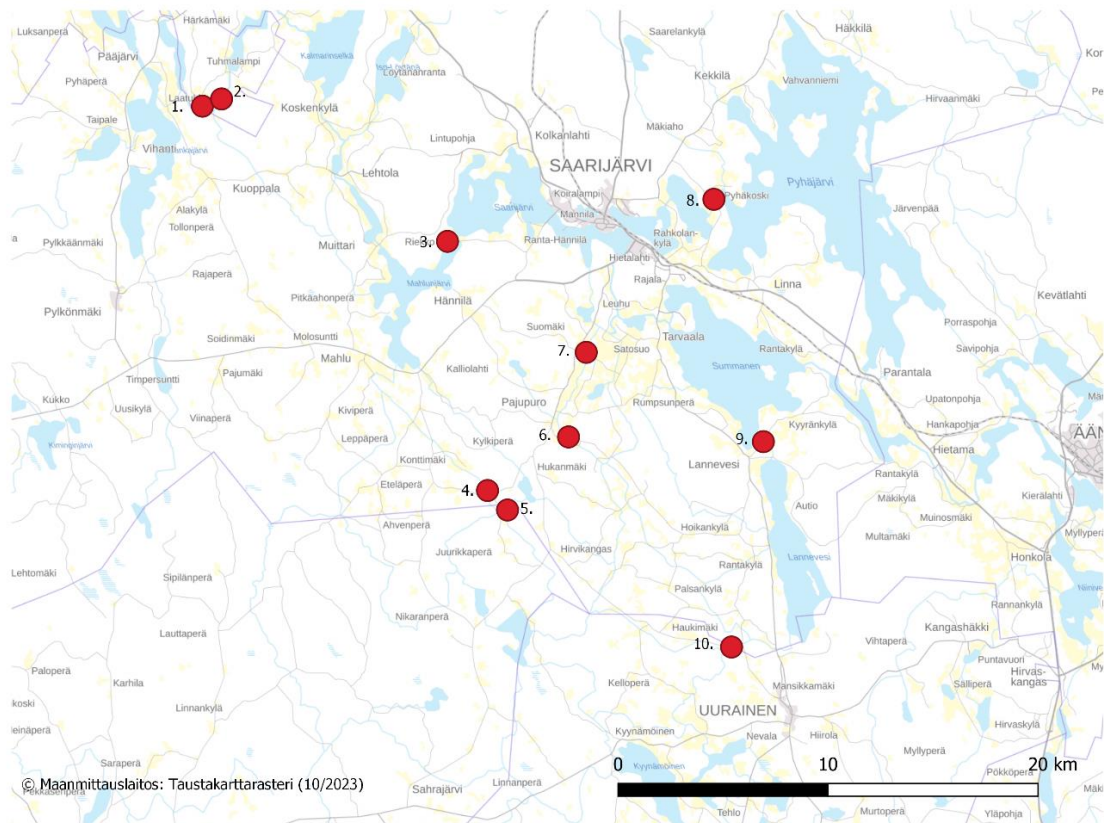 Luksanperä
Härkämäki
Pääjärvi
Tuhmalampi
Kalmarinselkä
Löytänahranta
Pyhäperä
Koskenkylä
1.
2.
Taipale
Vihanti
Kuoppala
Lintupohja
Lehtola
Kolkanlahti
SAARIJÄRVI
Koiralampi
Mannila
Saarijärvi
Saarelankylä
Kekkilä
Mäkiaho
Häkkilä
Vahvanniemi
Hirvaanmäki
Pyhäjärvi
Pyhäkoski
8.
Järvenpää
Alakylä
Tollonperä
Pylkkäänmäki
Muittari
3.
Ranta-Hännilä
Rahkolan-
kylä
Hietalahti
Rajala
Rajaperä
Pitkäahonperä
Mahlunjärvi
Hännilä
Linna
Kevätlahti
Pylkönmäki
Leuhu
Soidinmäki
Molosuntti
Mahlu
Suomäki
7.
Satosuo
Tarvaala
Rantakylä
Porraspohja
Savipohja
Timpersuntti
Pajumäki
Kalliolahti
Summanen
Parantala
Kukko
Uusikylä
Viinaperä
Kiviperä
Pajupuro
Rumpsunperä
Upatonpohja
Kyyränkylä
Hankapohja
ÄÄN
Kiminginjärvi
Leppäperä
Kylkiperä
6.
9.
Hietama
Konttimäki
Hukanmäki
Lannevesi
Rantakylä
Eteläperä
4.
5.
Autio
Mäkikylä
Kierälahti
Ahvenperä
Hoikankylä
Muinosmäki
Multamäki
Myllyperä
Juurikkaperä
Hirvikangas
Lannevesi
Honkola
Lehtomäki
Sipilänperä
Rantakylä
Palsankylä
Nikaranperä
Rannankylä
Lauttaperä
Haukimäki
10.
Vihtaperä
Kangashäkki
Puntavuori
Hirvas-
kangas
Paloperä
Karhila
Kelloperä
Mansikkamäki
Sälliperä
Linnankylä
UURAINEN
Hirvaskylä
Kyynämöinen
Nevala
Hiirola
Myllyperä
Saraperä
Kyynämöinen
0 10 20 km
Pökköperä
© Maanmittauslaitos: Taustakarttarasteri (10/2023)
Linnanperä
Sahrajärvi
Tehlo
Murtoperä
Yläpohja